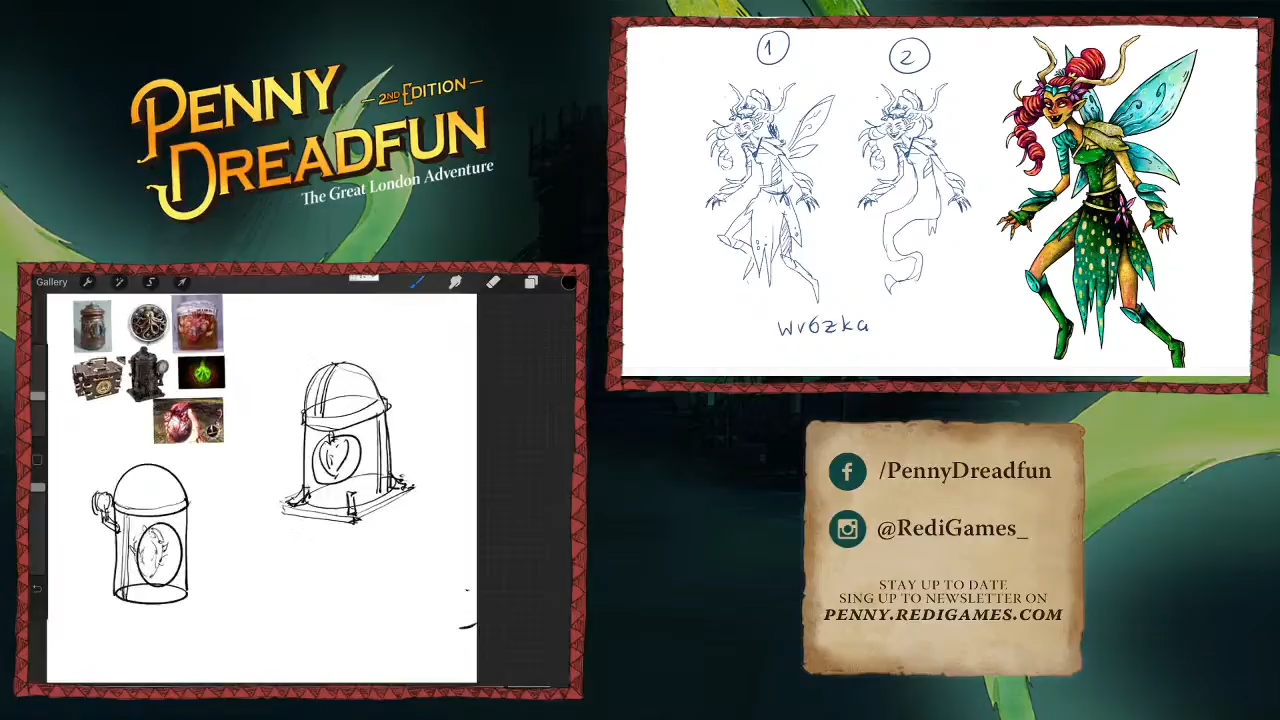 PENNY
2ND EDITION
DREADFUN
The Great London Adventure
Gallery
1
2
wróżka
/PennyDreadfun
@RediGames_
STAY UP TO DATE
SING UP TO NEWSLETTER ON
PENNY.REDIGAMES.COM